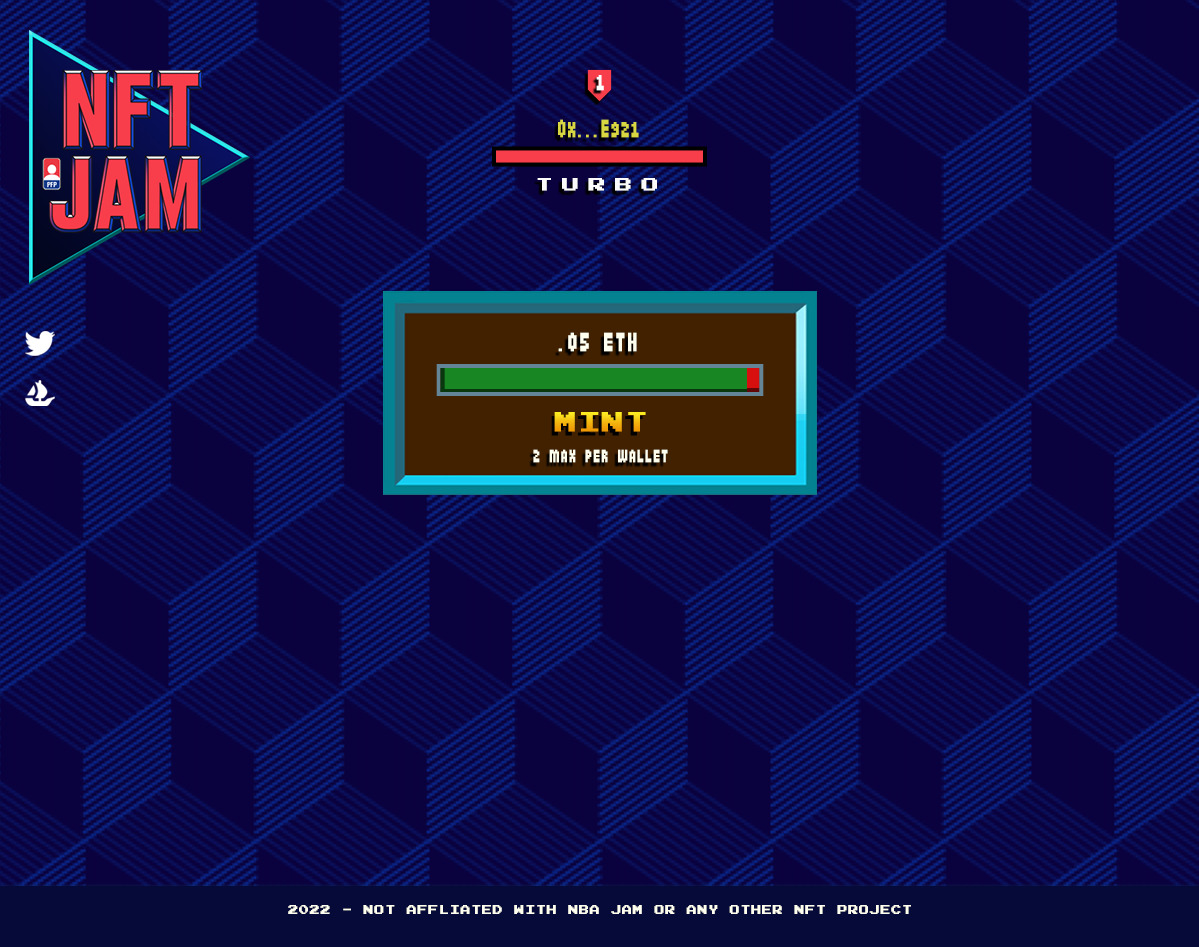 NFT
JAM
PFP
1
0X...E921
TURBO
.05 ETH
MINT
2 MAX PER WALLET
2022 - NOT AFFLIATED WITH NBA JAM OR ANY OTHER NFT PROJECT